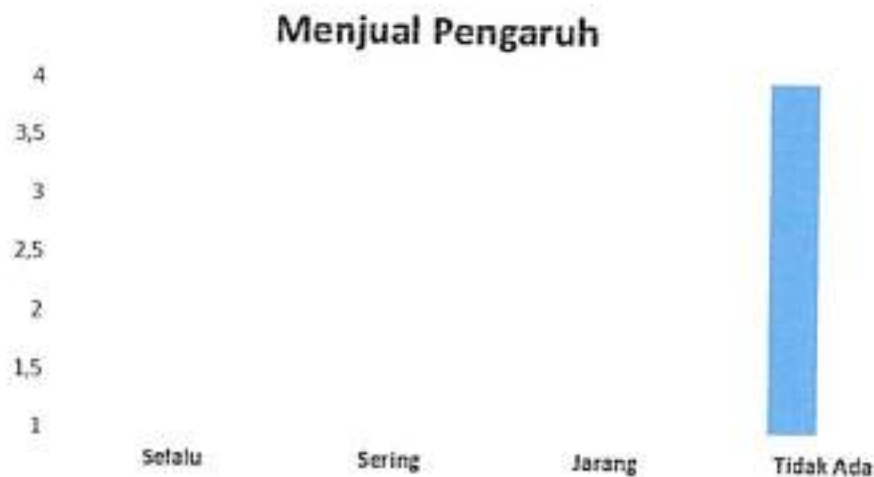 Menjual Pengaruh
4
3,5
3
2,5
2
1,5
1
Selalu
Sering
Jarang
Tidak Ada